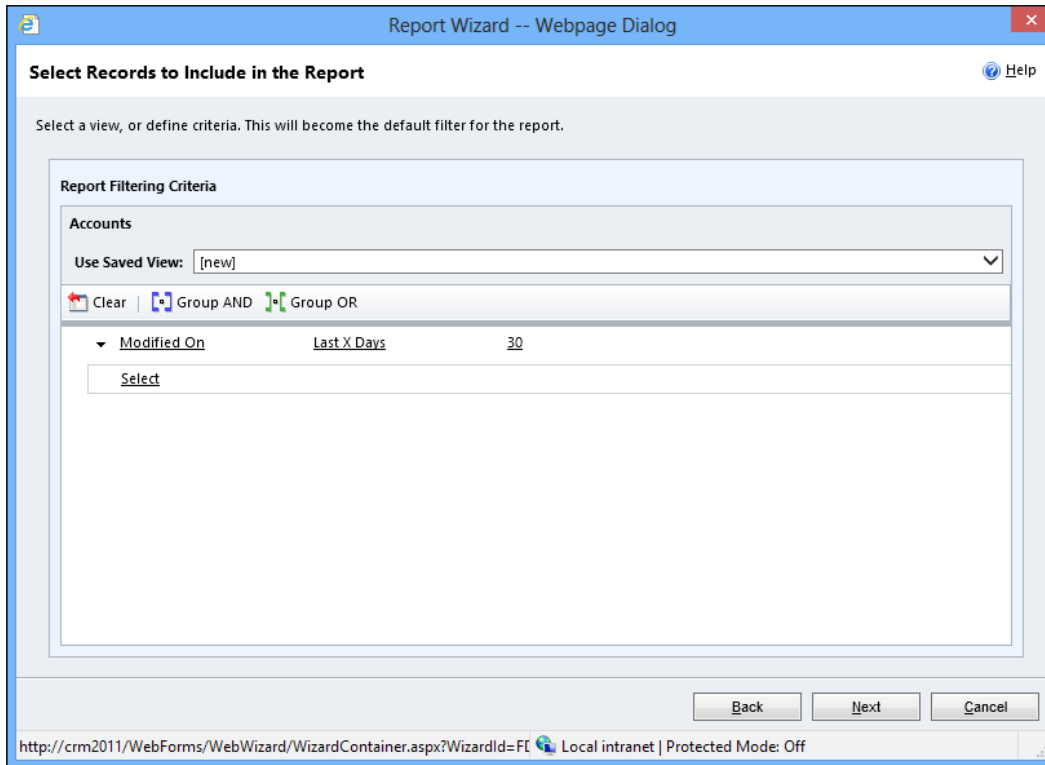 Report Wizard -- Webpage Dialog
Select Records to Include in the Report
Help
Select a view, or define criteria. This will become the default filter for the report.
Report Filtering Criteria
Accounts
Use Saved View: [new]
Clear | Group AND Group OR
Modified On Last X Days 30
Select
Back Next Cancel
http://crm2011/WebForms/WebWizard/WizardContainer.aspx?WizardId=FD Local intranet | Protected Mode: Off